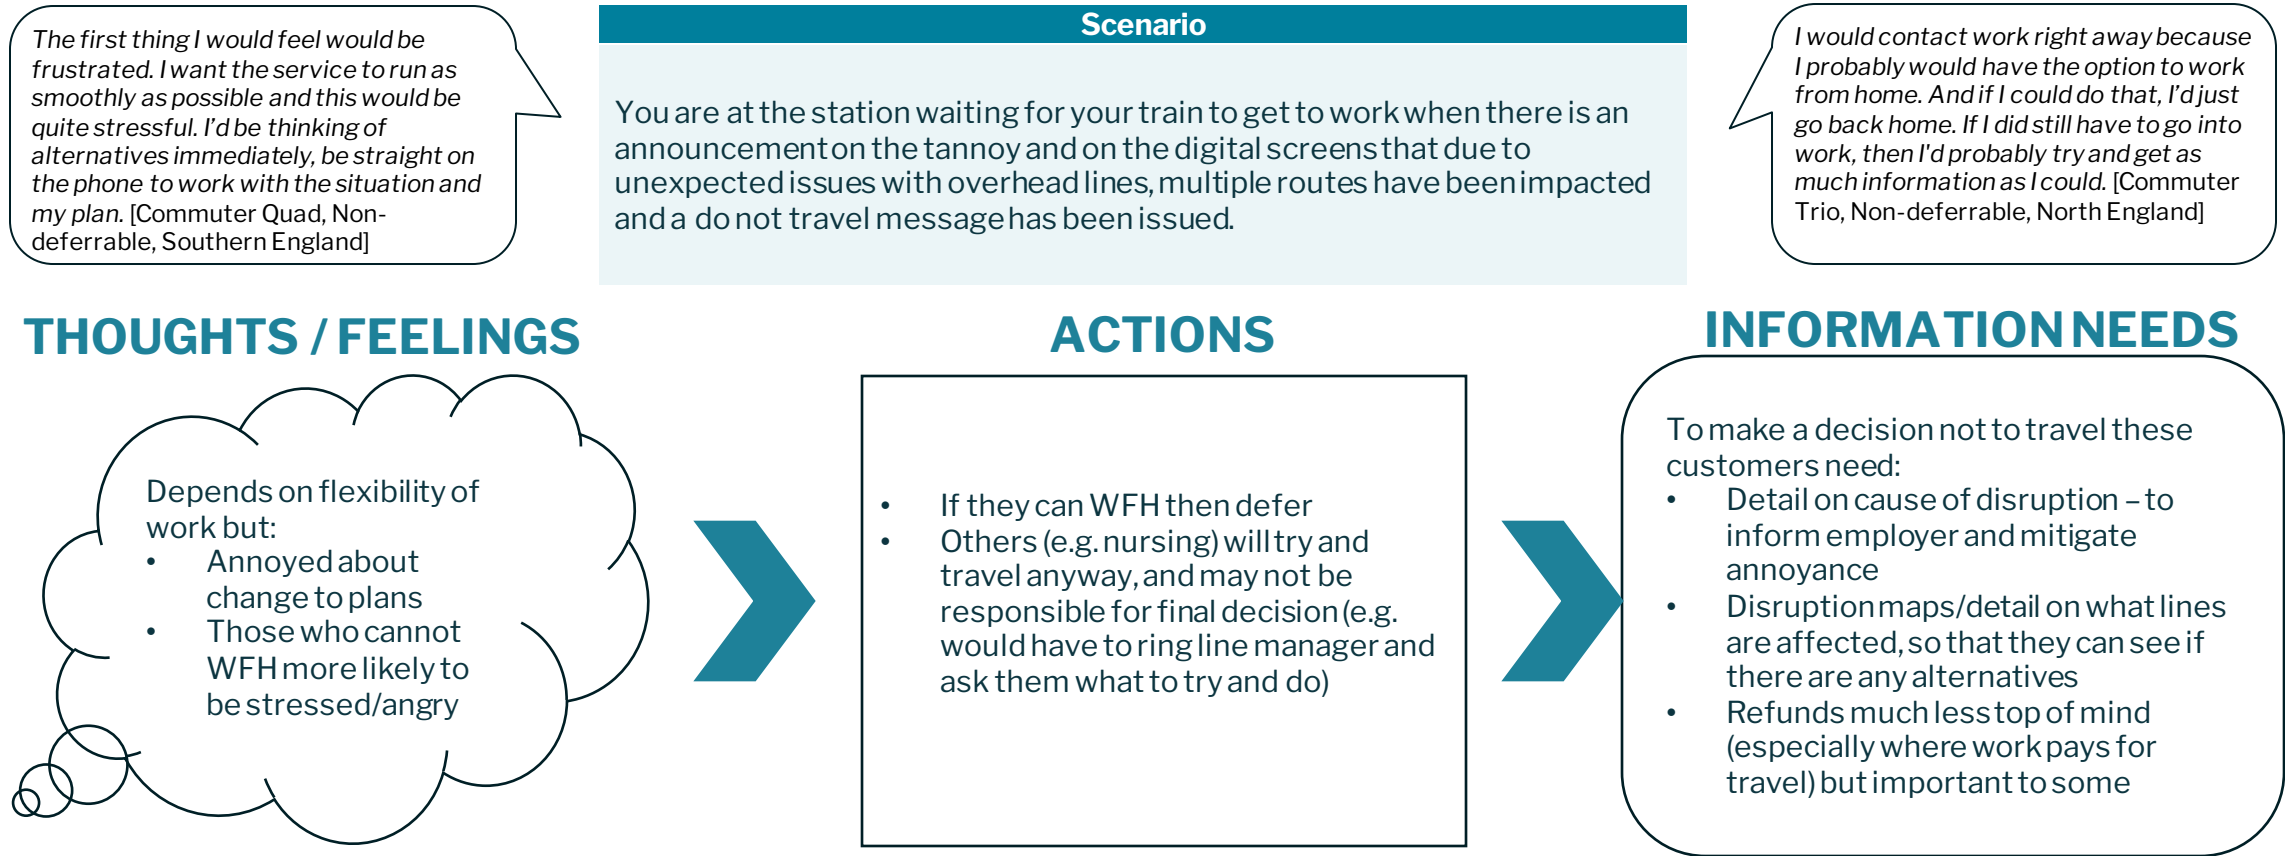 The first thing I would feel would be
frustrated. I want the service to run as
smoothly as possible and this would be
quite stressful. I’d be thinking of
alternatives immediately, be straight on
the phone to work with the situation and
my plan. [Commuter Quad, Non-
deferrable, Southern England]
Scenario
You are at the station waiting for your train to get to work when there is an
announcement on the tannoy and on the digital screens that due to
unexpected issues with overhead lines, multiple routes have been impacted
and a do not travel message has been issued.
I would contact work right away because
I probably would have the option to work
from home. And if I could do that, I’d just
go back home. If I did still have to go into
work, then I'd probably try and get as
much information as I could. [Commuter
Trio, Non-deferrable, North England]
THOUGHTS / FEELINGS
Depends on flexibility of
work but:
• Annoyed about
change to plans
• Those who cannot
WFH more likely to
be stressed/angry
ACTIONS
• If they can WFH then defer
• Others (e.g. nursing) will try and
travel anyway, and may not be
responsible for final decision (e.g.
would have to ring line manager and
ask them what to try and do)
INFORMATION NEEDS
To make a decision not to travel these
customers need:
• Detail on cause of disruption – to
inform employer and mitigate
annoyance
• Disruption maps/detail on what lines
are affected, so that they can see if
there are any alternatives
• Refunds much less top of mind
(especially where work pays for
travel) but important to some